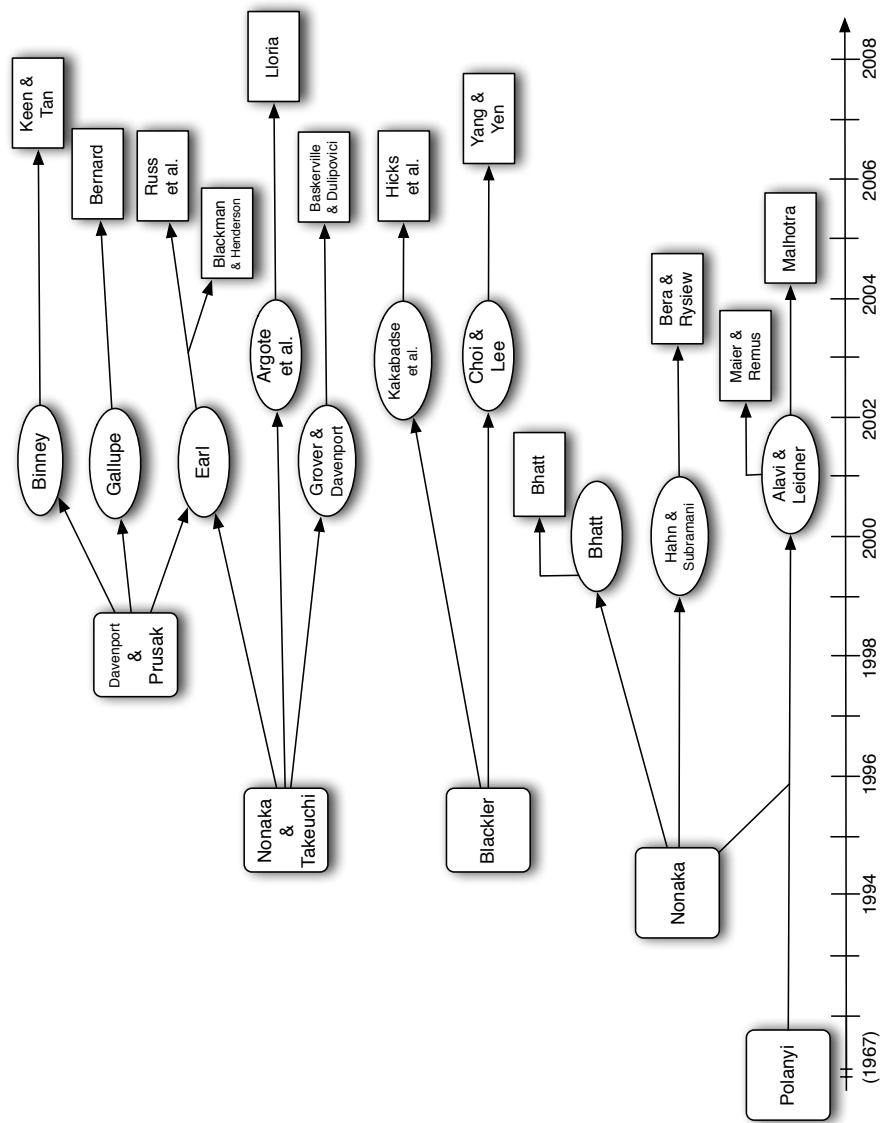 Keen &
Tan
Bernard
Russ
et al.
Blackman
& Henderson
Lloria
Baskerville
& Dulipovici
Hicks
et al.
Yang &
Yen
Binney
Gallupe
Earl
Argote
et al.
Grover &
Davenport
Kakabadse
et al.
Choi &
Lee
Bhatt
Bhatt
Hahn &
Subramani
Bera &
Rysiew
Maier &
Remus
Malhotra
Alavi &
Leidner
Davenport
&
Prusak
Nonaka
&
Takeuchi
Blackler
Nonaka
Polanyi
(1967)
1994
1996
1998
2000
2002
2004
2006
2008